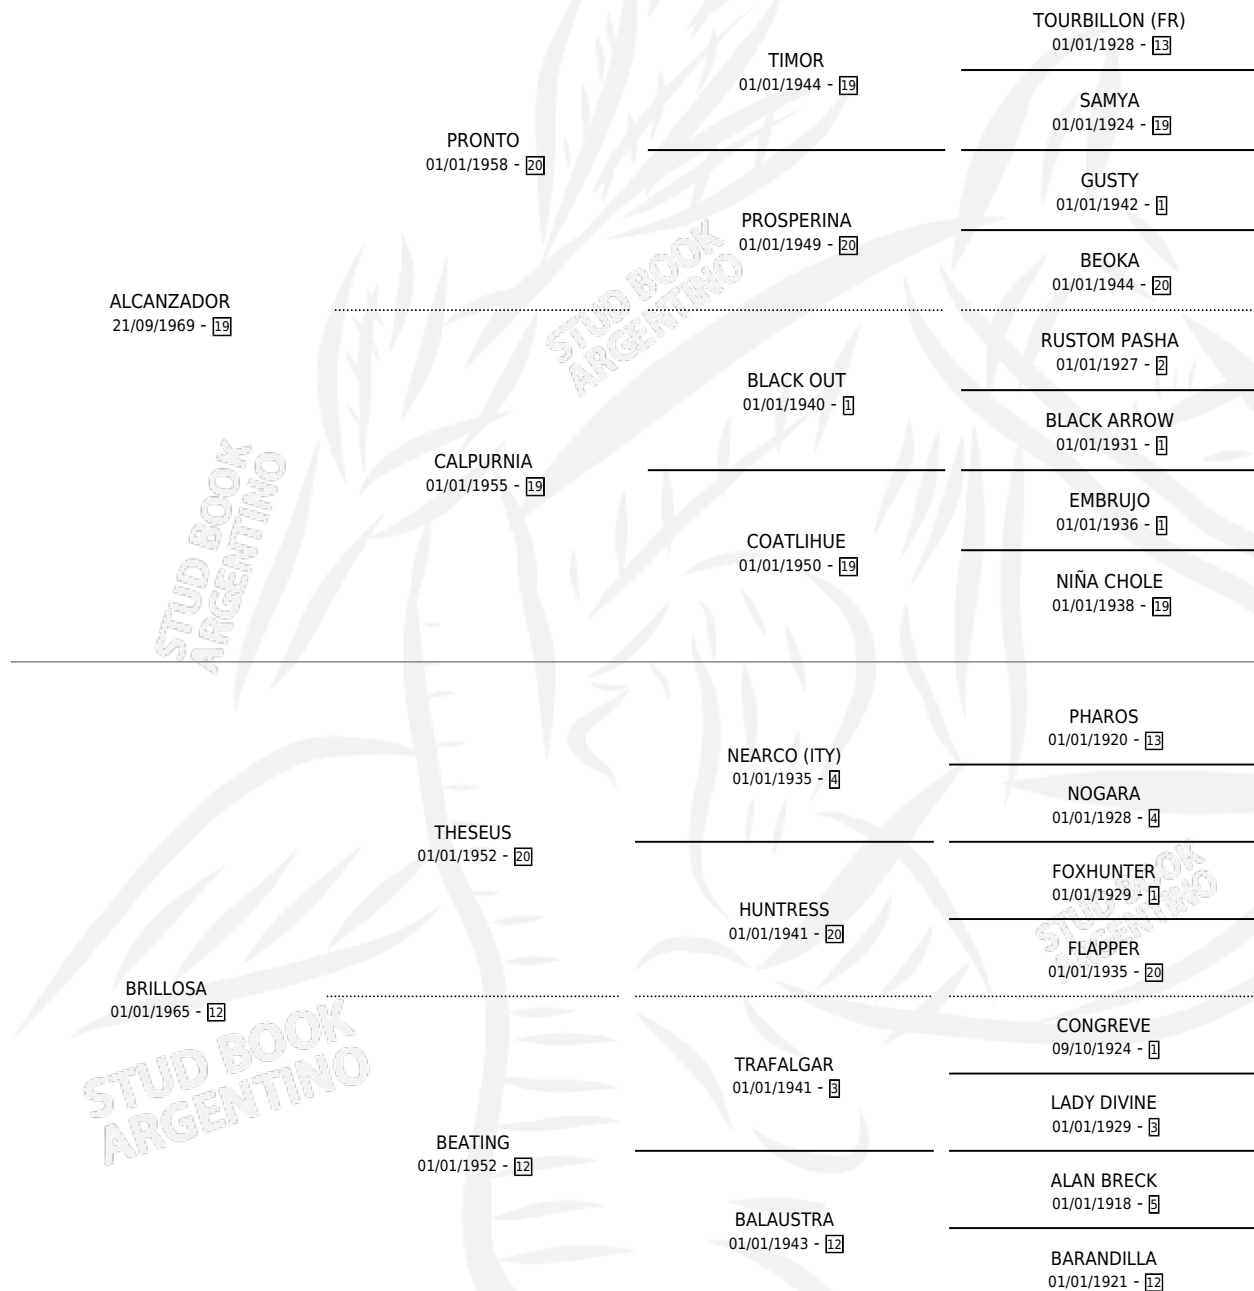 TOURBILLON (FR)
01/01/1928 - 13
TIMOR
01/01/1944 - 19
SAMYA
01/01/1924 - 19
PRONTO
01/01/1958 - 20
GUSTY
01/01/1942 - 1
PROSPERINA
01/01/1949 - 20
BEOKA
01/01/1944 - 20
ALCANZADOR
21/09/1969 - 19
STUD BOOK
ARGENTINO
RUSTOM PASHA
01/01/1927 - 2
BLACK OUT
01/01/1940 - 1
BLACK ARROW
01/01/1931 - 1
CALPURNIA
01/01/1955 - 19
EMBRUJO
01/01/1936 - 1
COATLIHUE
01/01/1950 - 19
NIÑA CHOLE
01/01/1938 - 19
STUD BOOK
ARGENTINO
PHAROS
01/01/1920 - 13
NEARCO (ITY)
01/01/1935 - 4
NOGARA
01/01/1928 - 4
THESEUS
01/01/1952 - 20
FOXHUNTER
01/01/1929 - 1
HUNTRESS
01/01/1941 - 20
FLAPPER
01/01/1935 - 20
STUD BOOK
ARGENTINO
BRILLOSA
01/01/1965 - 12
CONGREVE
09/10/1924 - 1
TRAFALGAR
01/01/1941 - 3
LADY DIVINE
01/01/1929 - 3
STUD BOOK
ARGENTINO
BEATING
01/01/1952 - 12
ALAN BRECK
01/01/1918 - 5
BALAUSTRA
01/01/1943 - 12
BARANDILLA
01/01/1921 - 12